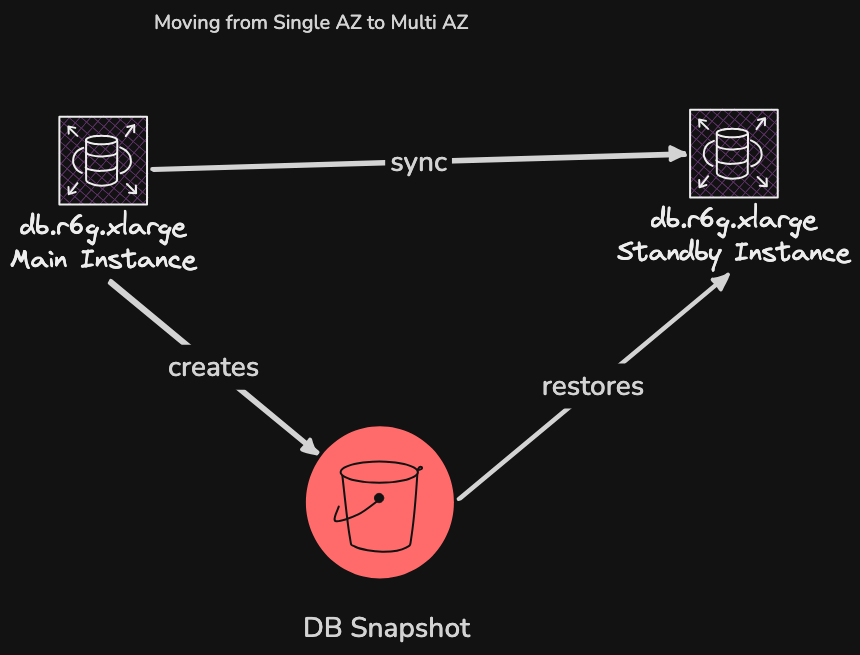 Moving from Single AZ to Multi AZ
sync
db.r6g.xlarge
Main Instance
db.r6g.xlarge
Standby Instance
creates
restores
DB Snapshot